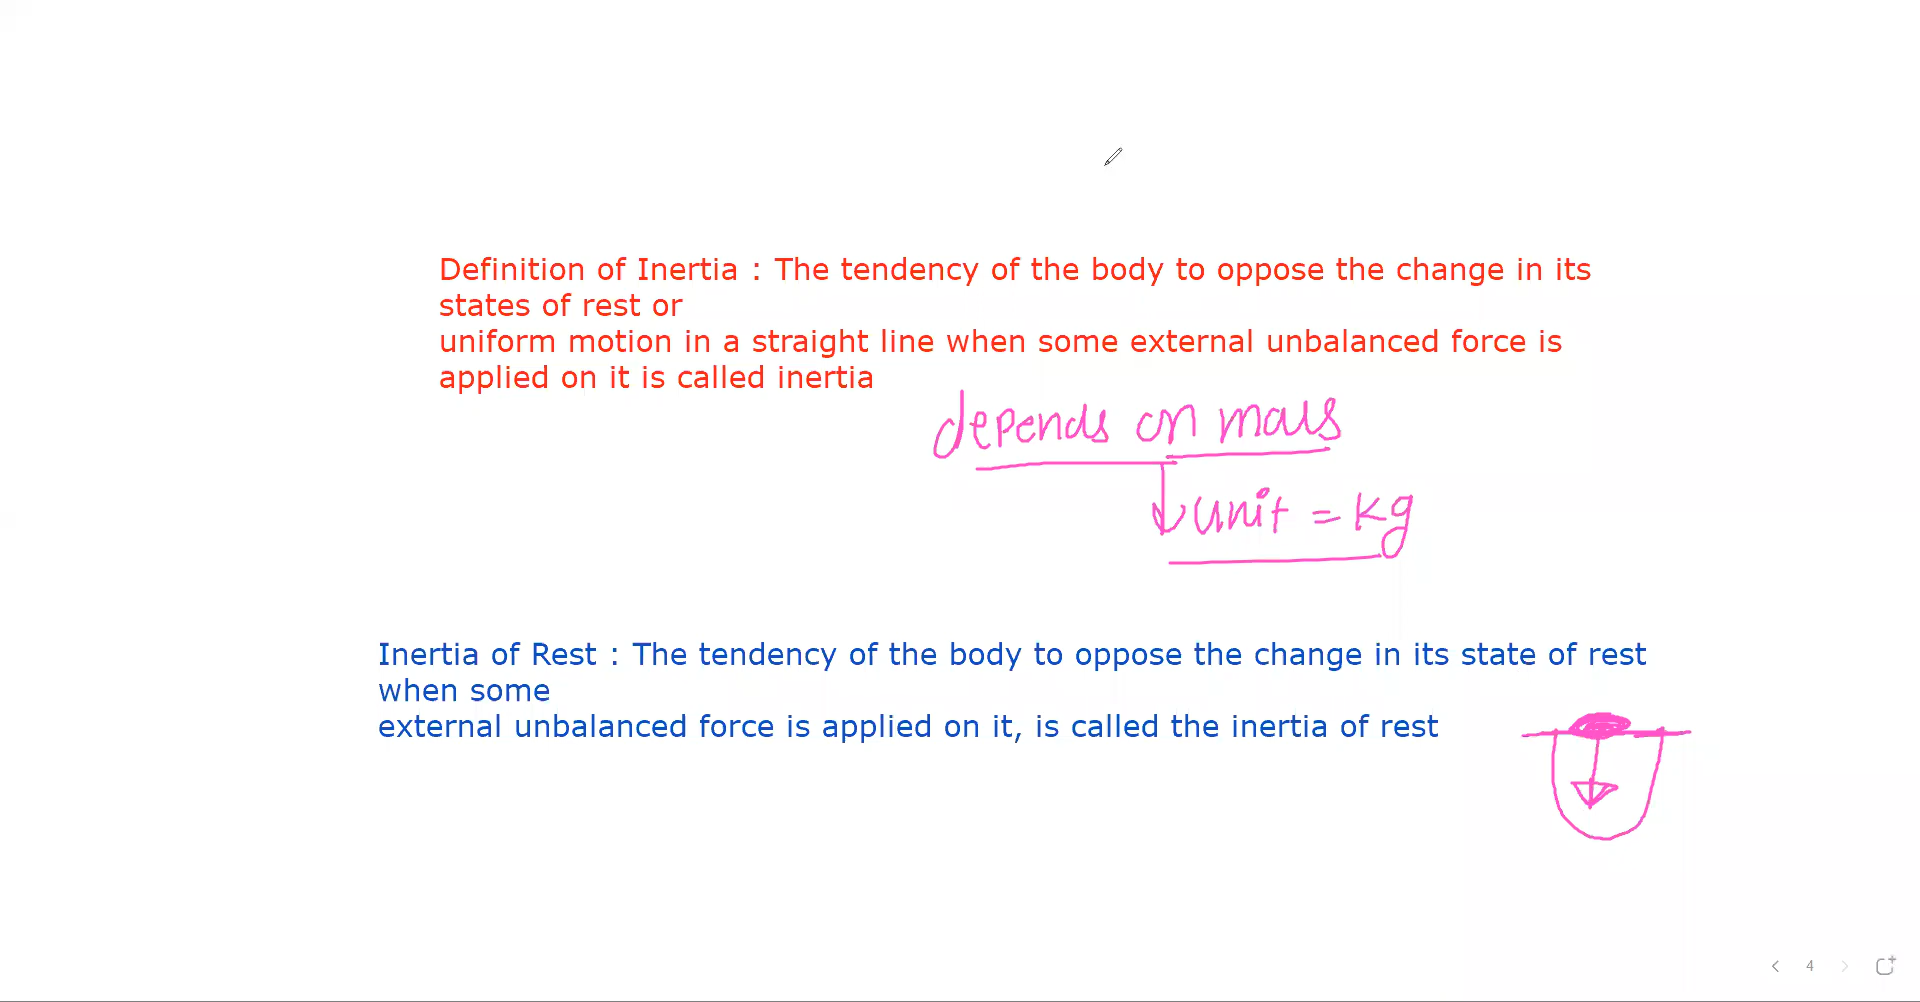 Definition of Inertia : The tendency of the body to oppose the change in its
states of rest or
uniform motion in a straight line when some external unbalanced force is
applied on it is called inertia
depends on mass
unit = kg
Inertia of Rest : The tendency of the body to oppose the change in its state of rest
when some
external unbalanced force is applied on it, is called the inertia of rest
4